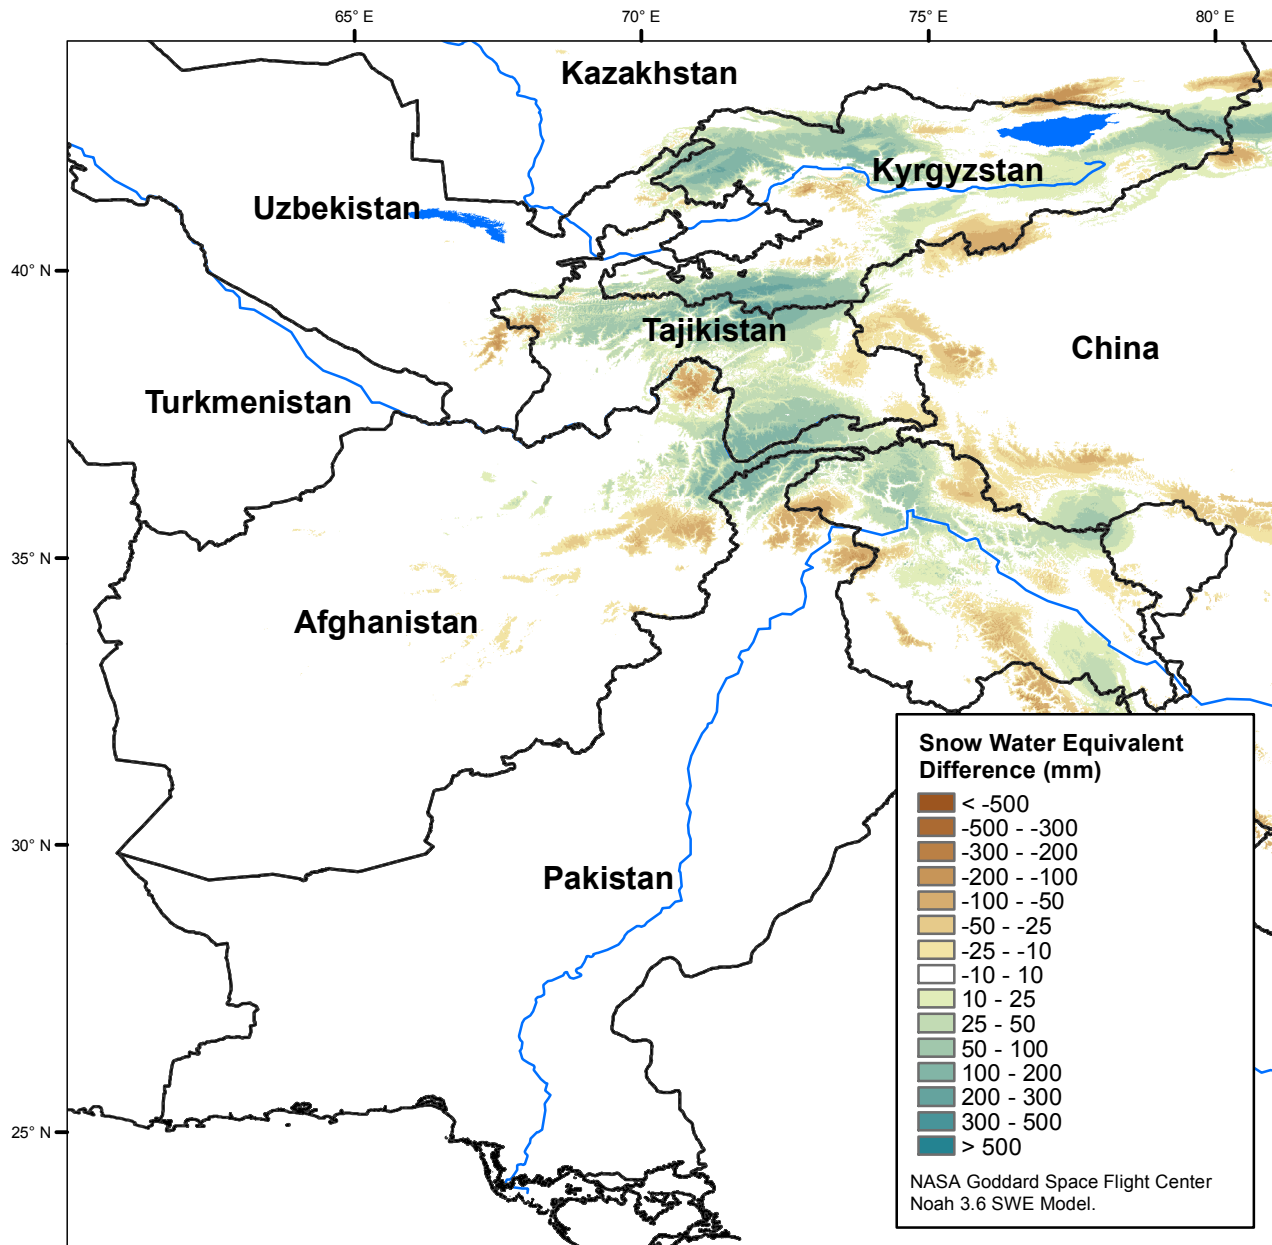 65° E
70° E
75° E
80° E
Kazakhstan
Kyrgyzstan
Uzbekistan
40° N
Tajikistan
China
Turkmenistan
35° N
Afghanistan
Snow Water Equivalent
Difference (mm)
< -500
-500 - -300
-300 - -200
-200 - -100
-100 - -50
-50 - -25
-25 - -10
-10 - 10
10 - 25
25 - 50
50 - 100
100 - 200
200 - 300
300 - 500
> 500
NASA Goddard Space Flight Center
Noah 3.6 SWE Model.
30° N
Pakistan
25° N